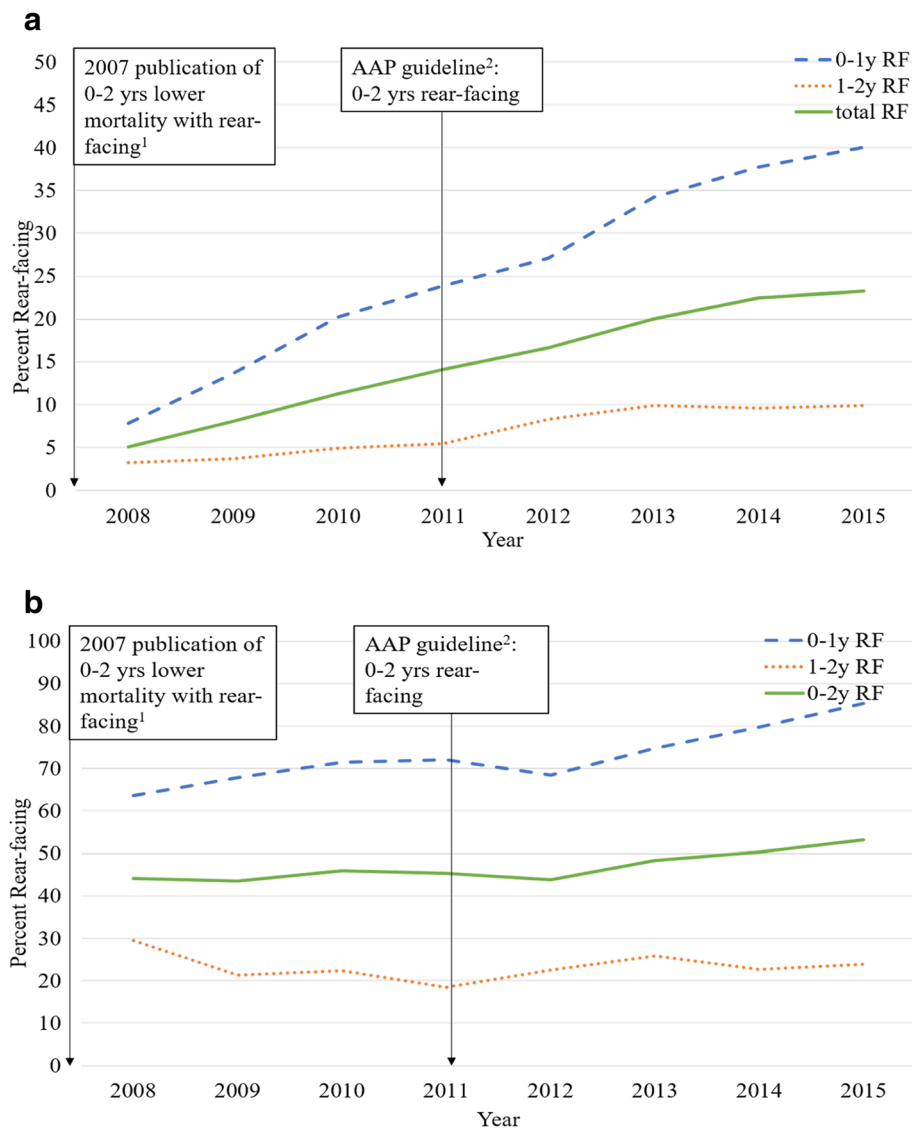 a
2007 publication of
0-2 yrs lower
mortality with rear-
facing1
AAP guideline2:
0-2 yrs rear-facing
0-1y RF
1-2y RF
total RF
50
45
40
35
30
25
20
15
10
5
0
Percent Rear-facing
2008 2009 2010 2011 2012 2013 2014 2015
Year
b
2007 publication of
0-2 yrs lower
mortality with rear-
facing1
AAP guideline2:
0-2 yrs rear-
facing
0-1y RF
1-2y RF
0-2y RF
100
90
80
70
60
50
40
30
20
10
0
Percent Rear-facing
2008 2009 2010 2011 2012 2013 2014 2015
Year